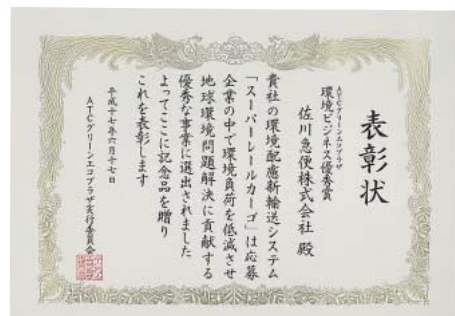 表彰状
ATCグリーンエコプラザ
環境ビジネス優秀賞
佐川急便株式会社 殿
貴社の環境配慮新輸送システム
「スーパーレールカーゴ」は応募
企業の中で環境負荷を低減させ
地球環境問題解決に貢献する
優秀な事業に選出されました
よってここに記念品を贈り
これを表彰します
平成十七年六月十七日
ATCグリーンエコプラザ実行委員会